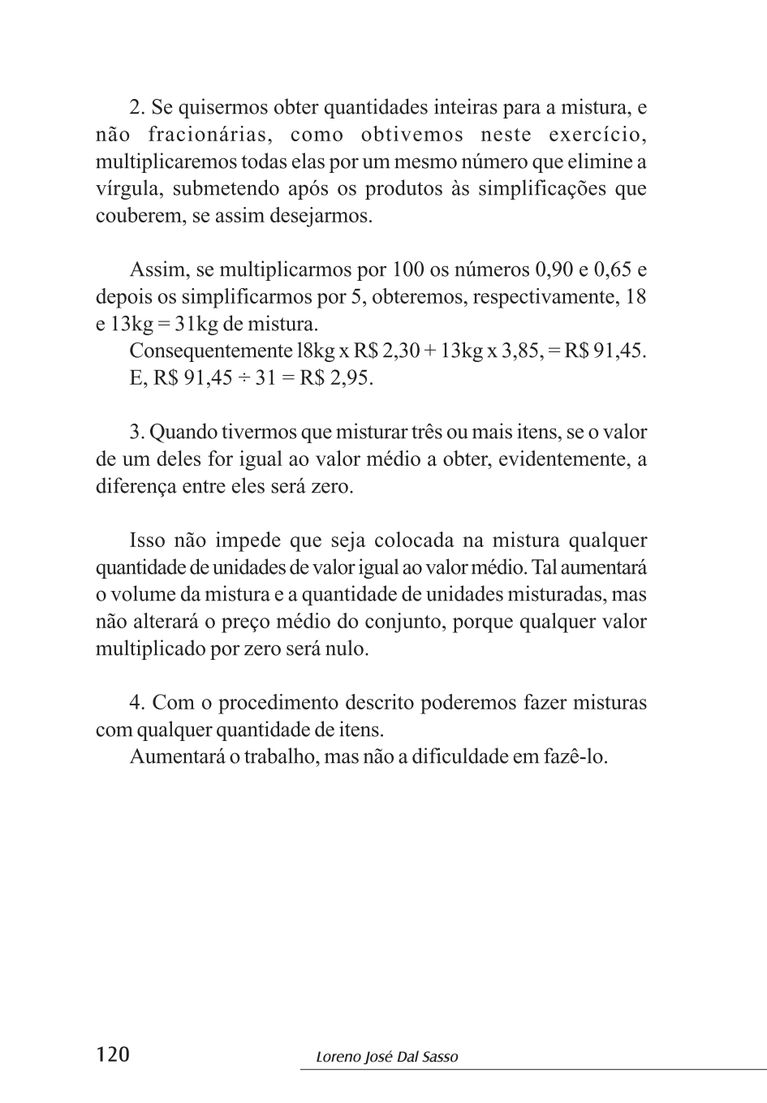 2. Se quisermos obter quantidades inteiras para a mistura, e
não fracionárias, como obtivemos neste exercício,
multiplicaremos todas elas por um mesmo número que elimine a
vírgula, submetendo após os produtos às simplificações que
couberem, se assim desejarmos.
Assim, se multiplicarmos por 100 os números 0,90 e 0,65 e
depois os simplificarmos por 5, obteremos, respectivamente, 18
e 13kg = 31kg de mistura.
Consequentemente l8kg x R$ 2,30 + 13kg x 3,85, = R$ 91,45.
E, R$ 91,45 ÷ 31 = R$ 2,95.
3. Quando tivermos que misturar três ou mais itens, se o valor
de um deles for igual ao valor médio a obter, evidentemente, a
diferença entre eles será zero.
Isso não impede que seja colocada na mistura qualquer
quantidade de unidades de valor igual ao valor médio. Tal aumentará
o volume da mistura e a quantidade de unidades misturadas, mas
não alterará o preço médio do conjunto, porque qualquer valor
multiplicado por zero será nulo.
4. Com o procedimento descrito poderemos fazer misturas
com qualquer quantidade de itens.
Aumentará o trabalho, mas não a dificuldade em fazê-lo.
120 Loreno José Dal Sasso